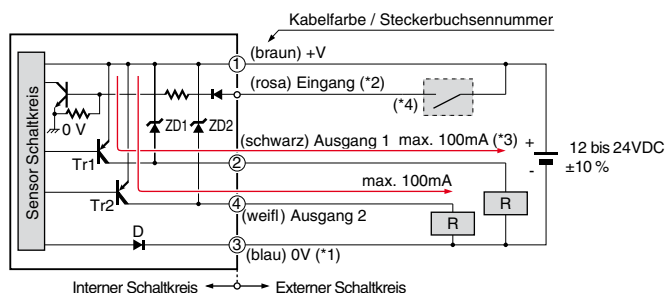 Kabelfarbe / Steckerbuchsennummer
(braun) +V
1
(rosa) Eingang (*2)
(*4)
Sensor Schaltkreis
0 V
ZD1
ZD2
(schwarz) Ausgang 1 max. 100mA (*3)
+
12 bis 24VDC
±10 %
-
Tr1
2
max. 100mA
Tr2
4
R
R
(weifl) Ausgang 2
D
3
(blau) 0V (*1)
Interner Schaltkreis
Externer Schaltkreis